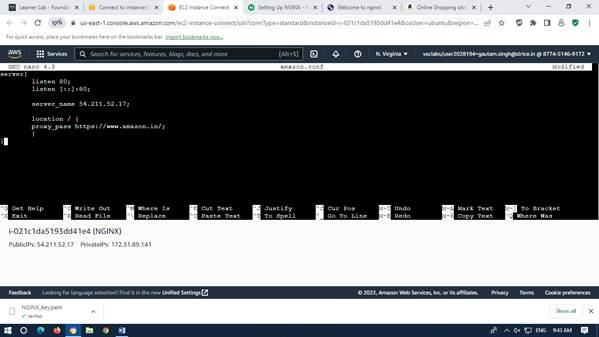 Learner Lab - Foundati
Connect to instance |
EC2 Instance Connect
Setting Up NGINX -
Welcome to nginx!
Online Shopping site
VPN
us-east-1.console.aws.amazon.com/ec2-instance-connect/ssh?connType=standard&instanceId=i-021c1da5193dd41e4&osUser=ubuntu&region=...
For quick access, place your bookmarks here on the bookmarks bar. Import bookmarks now...
aws
Services
Search for services, features, blogs, docs, and more
[Alt+S]
N. Virginia
voclabs/user2028194=gautam.singh@slrtce.in @ 8774-5146-9172
GNU nano 4.8
amazon.conf
Modified
server{
listen 80;
listen [::]:80;
server_name 54.211.52.17;
location / {
proxy_pass https://www.amazon.in/;
}
}
Get Help Write Out Where Is Cut Text Justify Cur Pos Undo Mark Text To Bracket
Exit Read File Replace Paste Text To Spell Go To Line Redo Copy Text Where Was
i-021c1da5193dd41e4 (NGINX)
PublicIPs: 54.211.52.17 PrivateIPs: 172.31.89.141
Feedback
Looking for language selection? Find it in the new Unified Settings
© 2022, Amazon Web Services, Inc. or its affiliates.
Privacy
Terms
Cookie preferences
NGINX_key.pem
Verified
Show all
ENG
9:43 AM